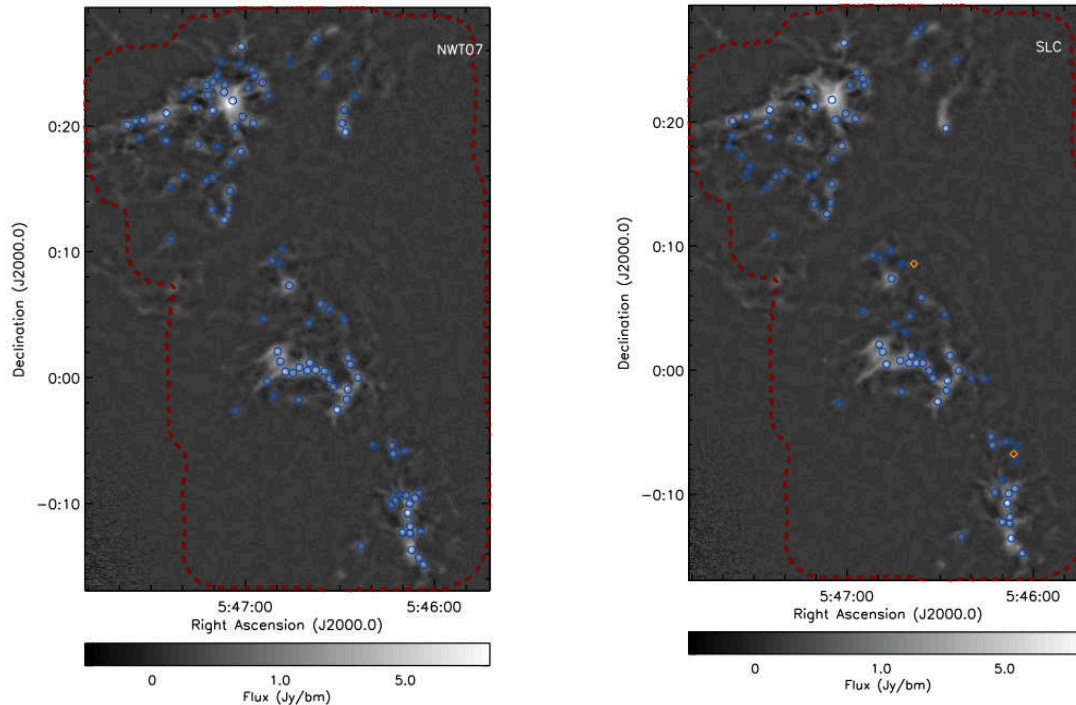 NWT07
0:20
0:10
0:00
−0:10
Declination (J2000.0)
5:47:00
5:46:00
Right Ascension (J2000.0)
0
1.0
5.0
Flux (Jy/bm)
SLC
0:20
0:10
0:00
−0:10
Declination (J2000.0)
5:47:00
5:46:00
Right Ascension (J2000.0)
0
1.0
5.0
Flux (Jy/bm)